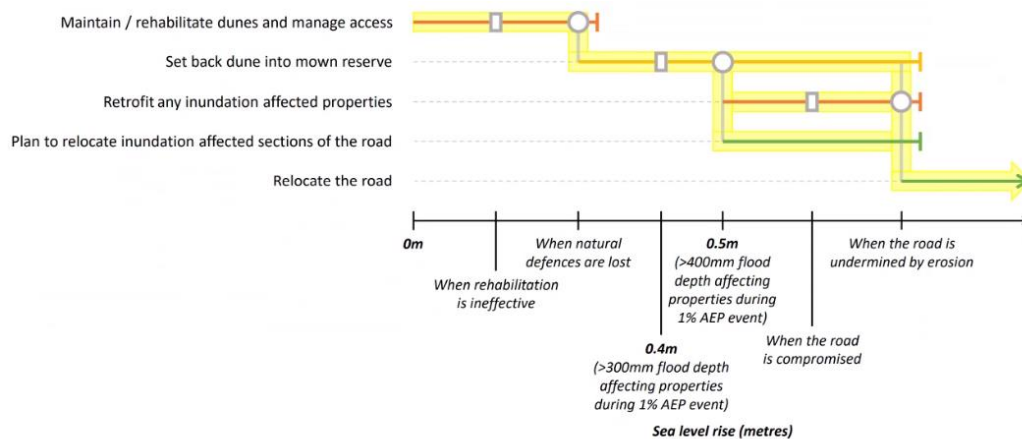 Maintain / rehabilitate dunes and manage access
Set back dune into mown reserve
Retrofit any inundation affected properties
Plan to relocate inundation affected sections of the road
Relocate the road
0m
When rehabilitation
is ineffective
When natural
defences are lost
0.4m
(>300mm flood depth
affecting properties
during 1% AEP event)
0.5m
(>400mm flood
depth affecting
properties during
1% AEP event)
When the road
is compromised
When the road is
undermined by erosion
Sea level rise (metres)